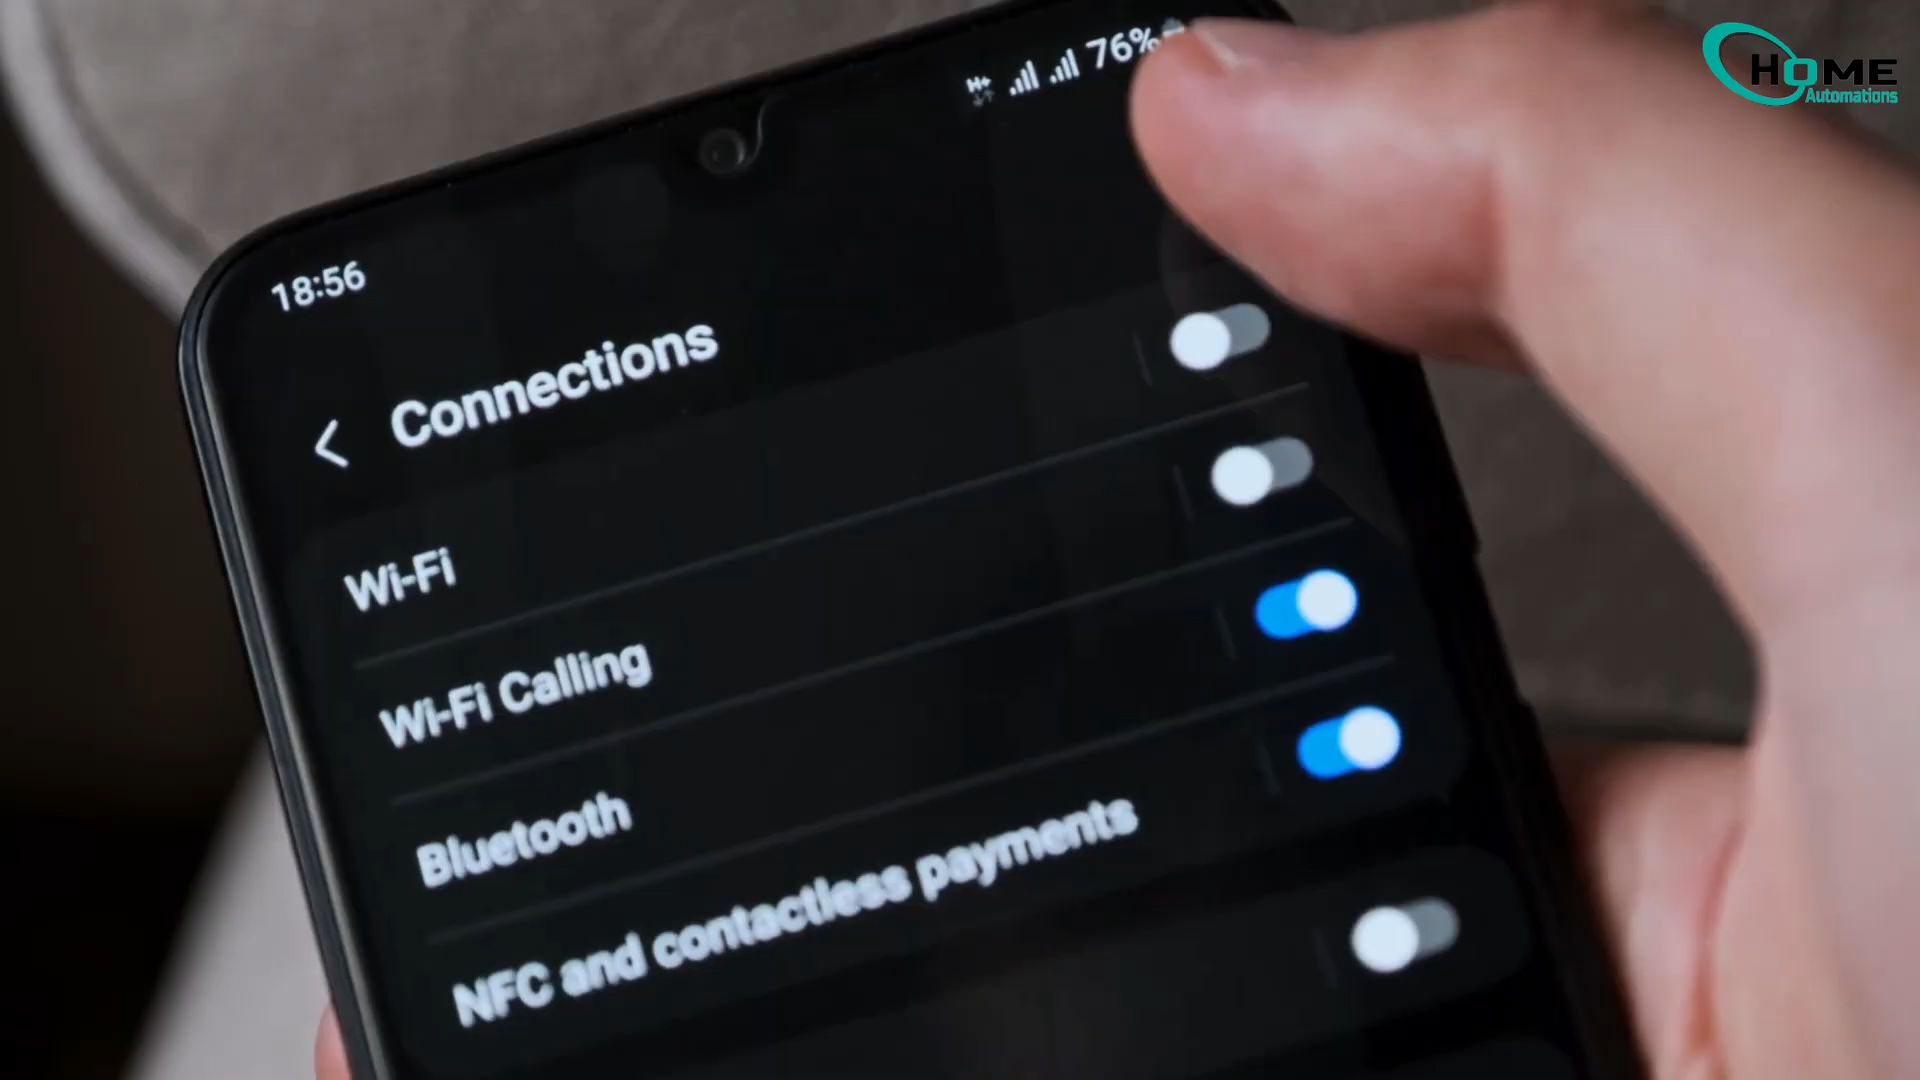 HOME
Automations
H+ 76%
18:56
Connections
Wi-Fi
Wi-Fi Calling
Bluetooth
NFC and contactless payments